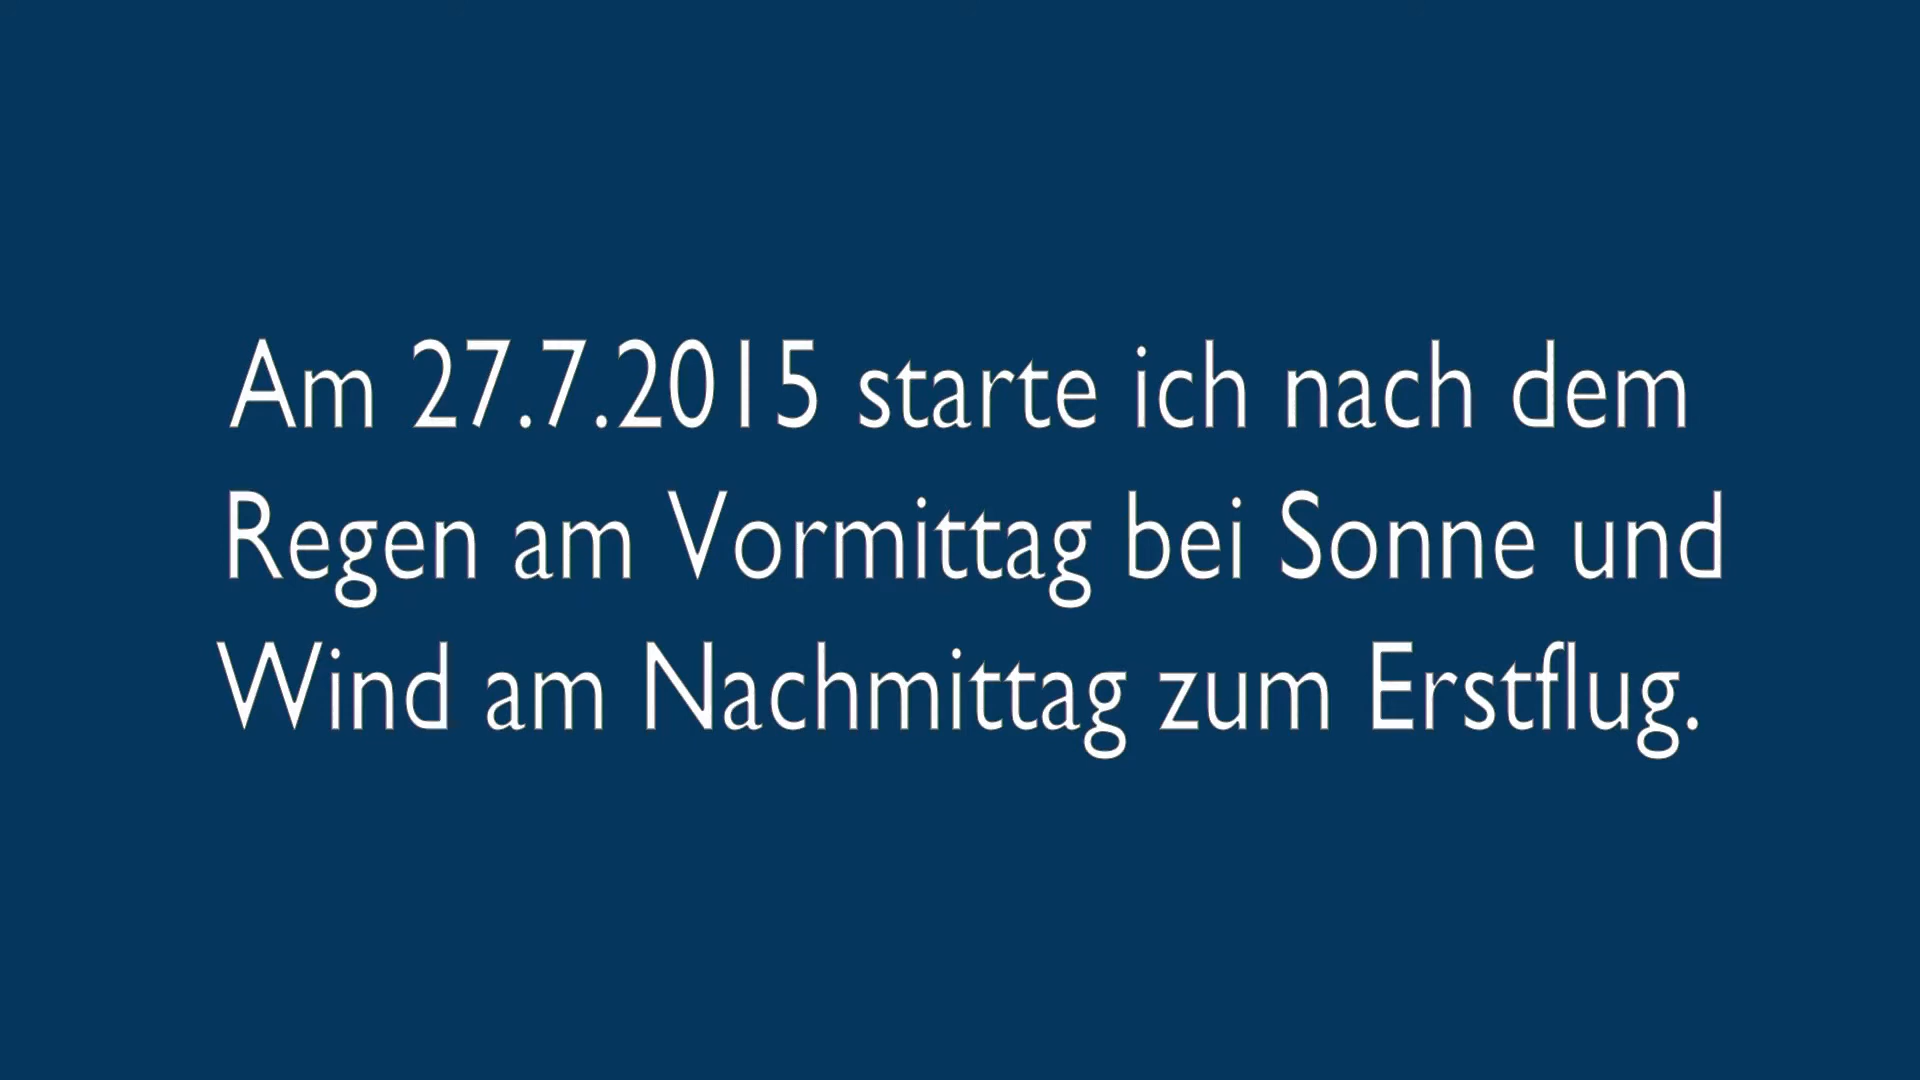 Am 27.7.2015 starte ich nach dem
Regen am Vormittag bei Sonne und
Wind am Nachmittag zum Erstflug.